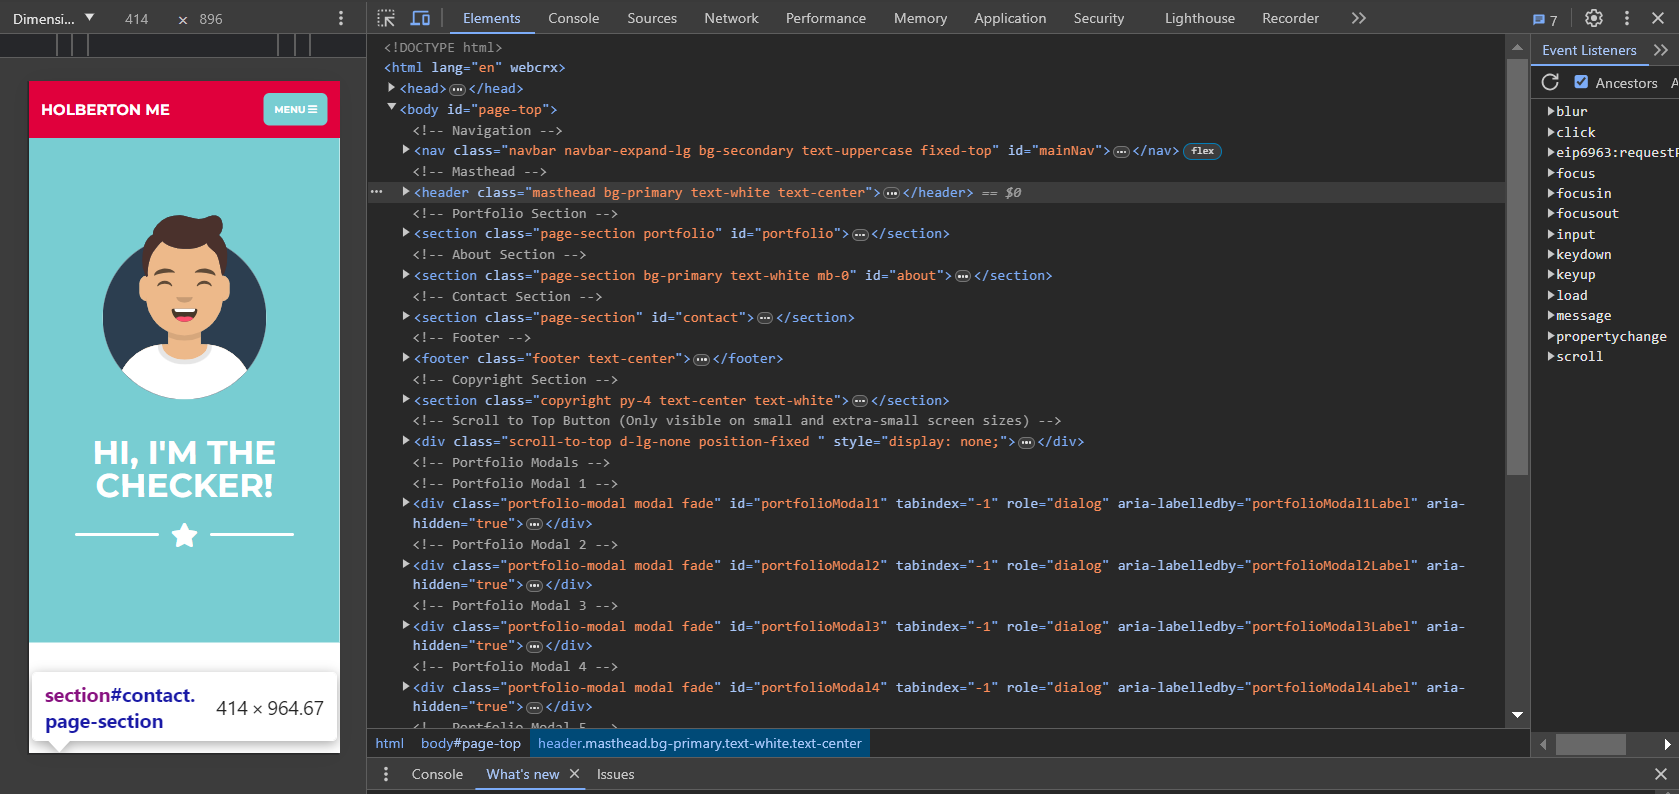 Dimensi... 414 × 896
Elements Console Sources Network Performance Memory Application Security Lighthouse Recorder 7
HOLBERTON ME
MENU
HI, I'M THE
CHECKER!
section#contact.
page-section
414 × 964.67
<!DOCTYPE html>
<html lang="en" webcrx>
<head>…</head>
<body id="page-top">
<!-- Navigation -->
<nav class="navbar navbar-expand-lg bg-secondary text-uppercase fixed-top" id="mainNav">…</nav> flex
<!-- Masthead -->
<header class="masthead bg-primary text-white text-center">…</header> == $0
<!-- Portfolio Section -->
<section class="page-section portfolio" id="portfolio">…</section>
<!-- About Section -->
<section class="page-section bg-primary text-white mb-0" id="about">…</section>
<!-- Contact Section -->
<section class="page-section" id="contact">…</section>
<!-- Footer -->
<footer class="footer text-center">…</footer>
<!-- Copyright Section -->
<section class="copyright py-4 text-center text-white">…</section>
<!-- Scroll to Top Button (Only visible on small and extra-small screen sizes) -->
<div class="scroll-to-top d-lg-none position-fixed " style="display: none;">…</div>
<!-- Portfolio Modals -->
<!-- Portfolio Modal 1 -->
<div class="portfolio-modal modal fade" id="portfolioModal1" tabindex="-1" role="dialog" aria-labelledby="portfolioModal1Label" aria-
hidden="true">…</div>
<!-- Portfolio Modal 2 -->
<div class="portfolio-modal modal fade" id="portfolioModal2" tabindex="-1" role="dialog" aria-labelledby="portfolioModal2Label" aria-
hidden="true">…</div>
<!-- Portfolio Modal 3 -->
<div class="portfolio-modal modal fade" id="portfolioModal3" tabindex="-1" role="dialog" aria-labelledby="portfolioModal3Label" aria-
hidden="true">…</div>
<!-- Portfolio Modal 4 -->
<div class="portfolio-modal modal fade" id="portfolioModal4" tabindex="-1" role="dialog" aria-labelledby="portfolioModal4Label" aria-
hidden="true">…</div>
<!-- Portfolio Modal 5 -->
html body#page-top header.masthead.bg-primary.text-white.text-center
Console What's new Issues
Event Listeners
Ancestors A
blur
click
eip6963:requestP
focus
focusin
focusout
input
keydown
keyup
load
message
propertychange
scroll